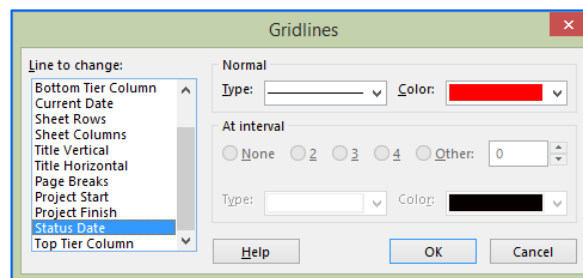 Gridlines
Line to change:
Bottom Tier Column
Current Date
Sheet Rows
Sheet Columns
Title Vertical
Title Horizontal
Page Breaks
Project Start
Project Finish
Status Date
Top Tier Column
Normal
Type:
Color:
At interval
None 2 3 4 Other: 0
Type:
Color:
Help
OK
Cancel